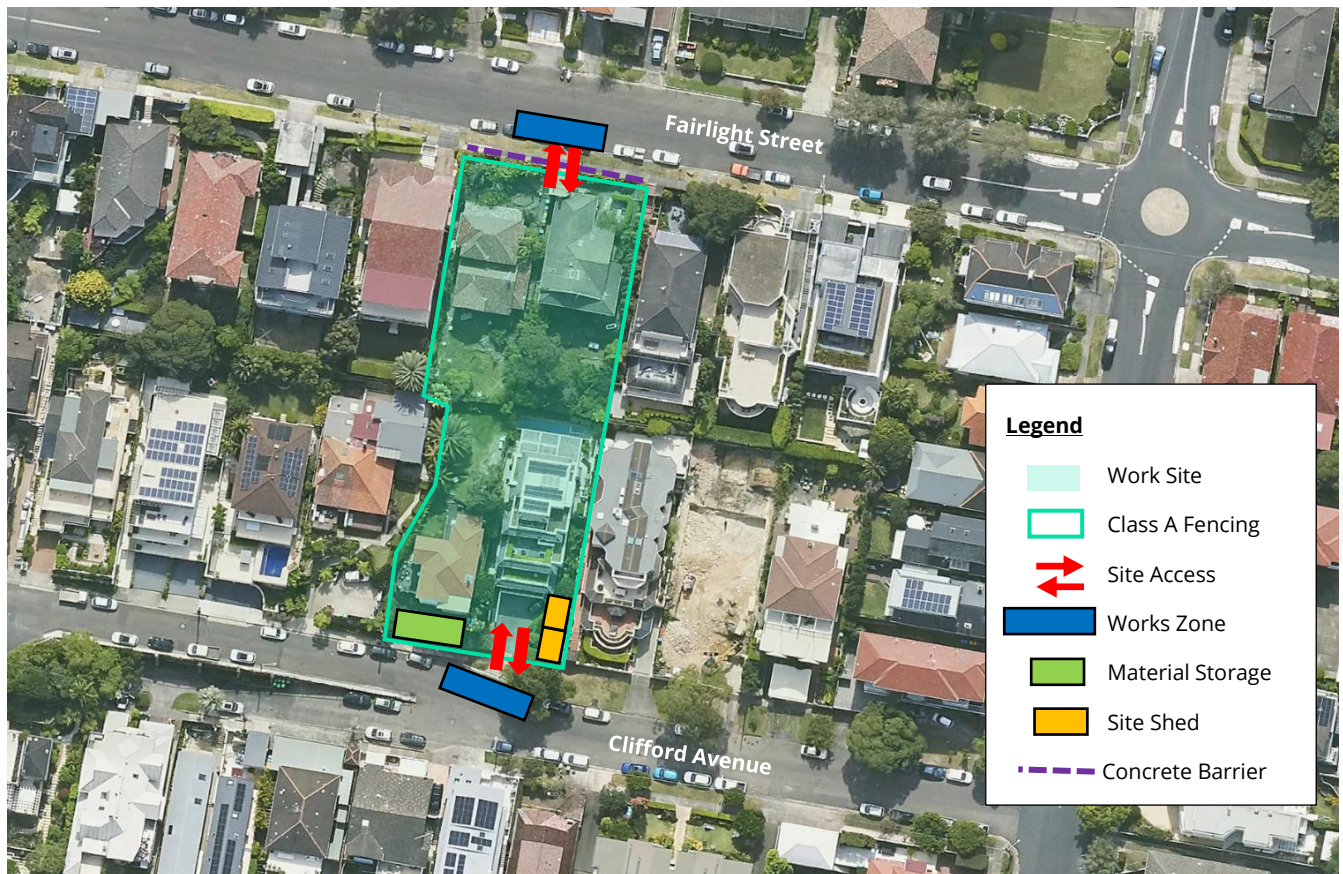 Fairlight Street
Legend
Work Site
Class A Fencing
Site Access
Works Zone
Material Storage
Site Shed
Concrete Barrier
Clifford Avenue